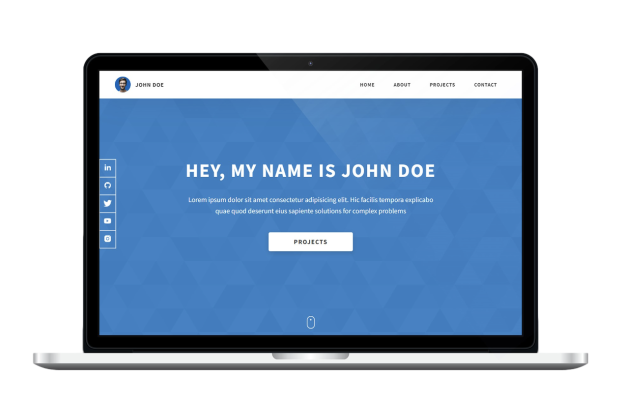 JOHN DOE
HOME ABOUT PROJECTS CONTACT
HEY, MY NAME IS JOHN DOE
Lorem ipsum dolor sit amet consectetur adipisicing elit. Hic facilis tempora explicabo
quae quod deserunt eius sapiente solutions for complex problems
PROJECTS